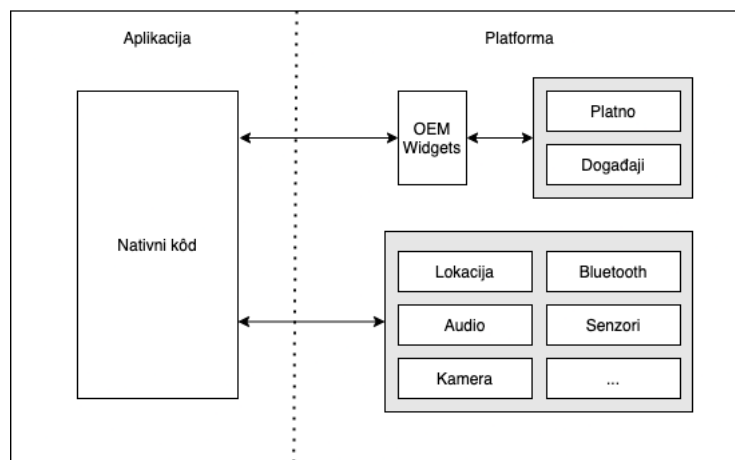 Aplikacija
Platforma
Nativni kôd
OEM
Widgets
Platno
Događaji
Lokacija
Bluetooth
Audio
Senzori
Kamera
...